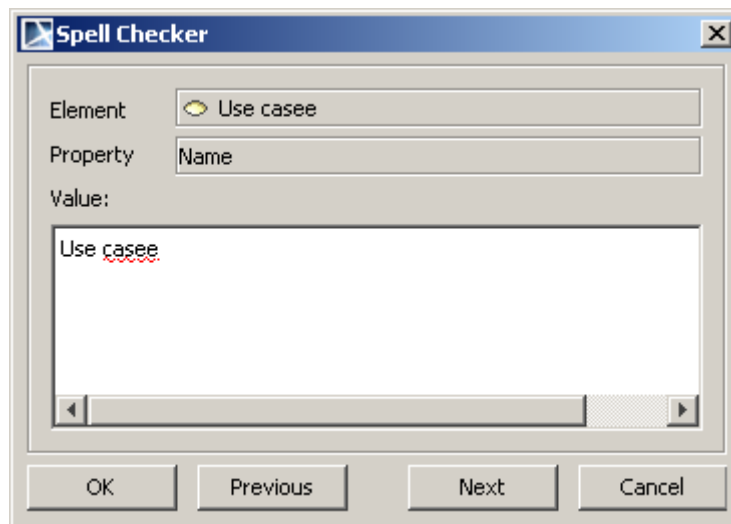 Spell Checker
Element Use casee
Property Name
Value:
Use casee
OK Previous Next Cancel